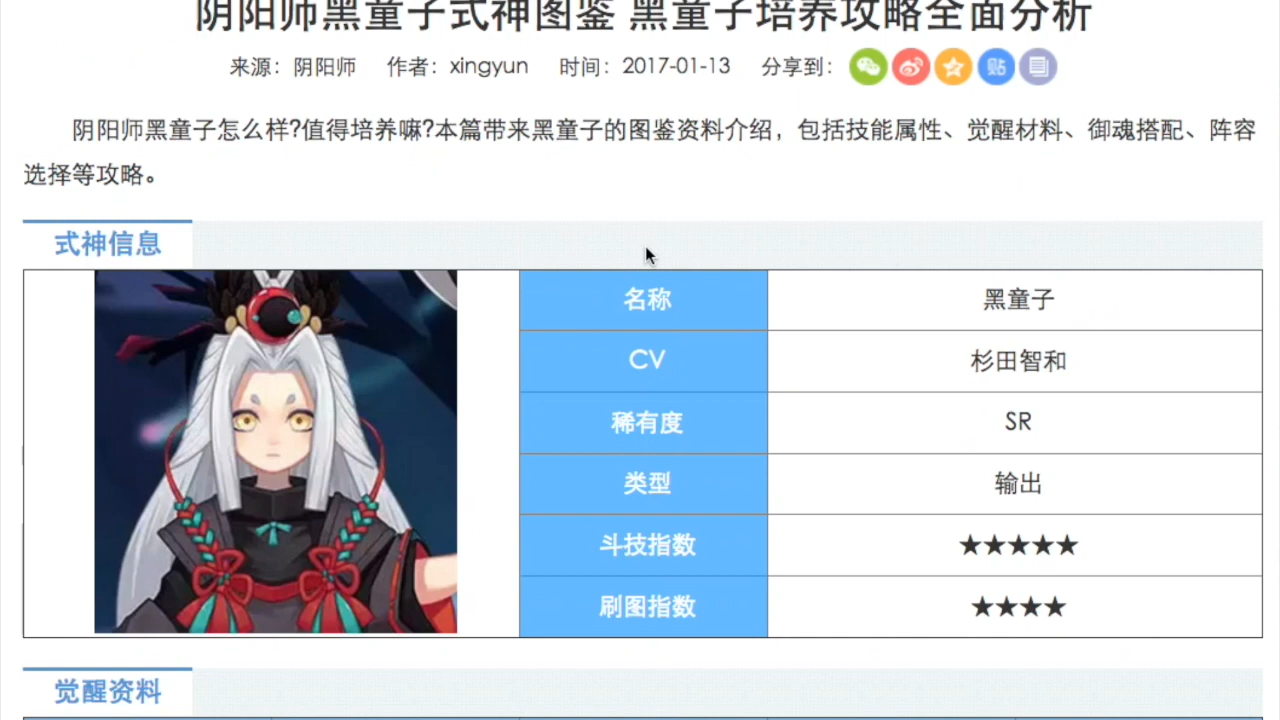 阴阳师黑童子式神图鉴 黑童子培养攻略全面分析
来源：阴阳师 作者：xingyun 时间：2017-01-13 分享到：
贴
阴阳师黑童子怎么样?值得培养嘛?本篇带来黑童子的图鉴资料介绍，包括技能属性、觉醒材料、御魂搭配、阵容
选择等攻略。
式神信息
名称 黑童子
CV 杉田智和
稀有度 SR
类型 输出
斗技指数 ★★★★★
刷图指数 ★★★★
觉醒资料